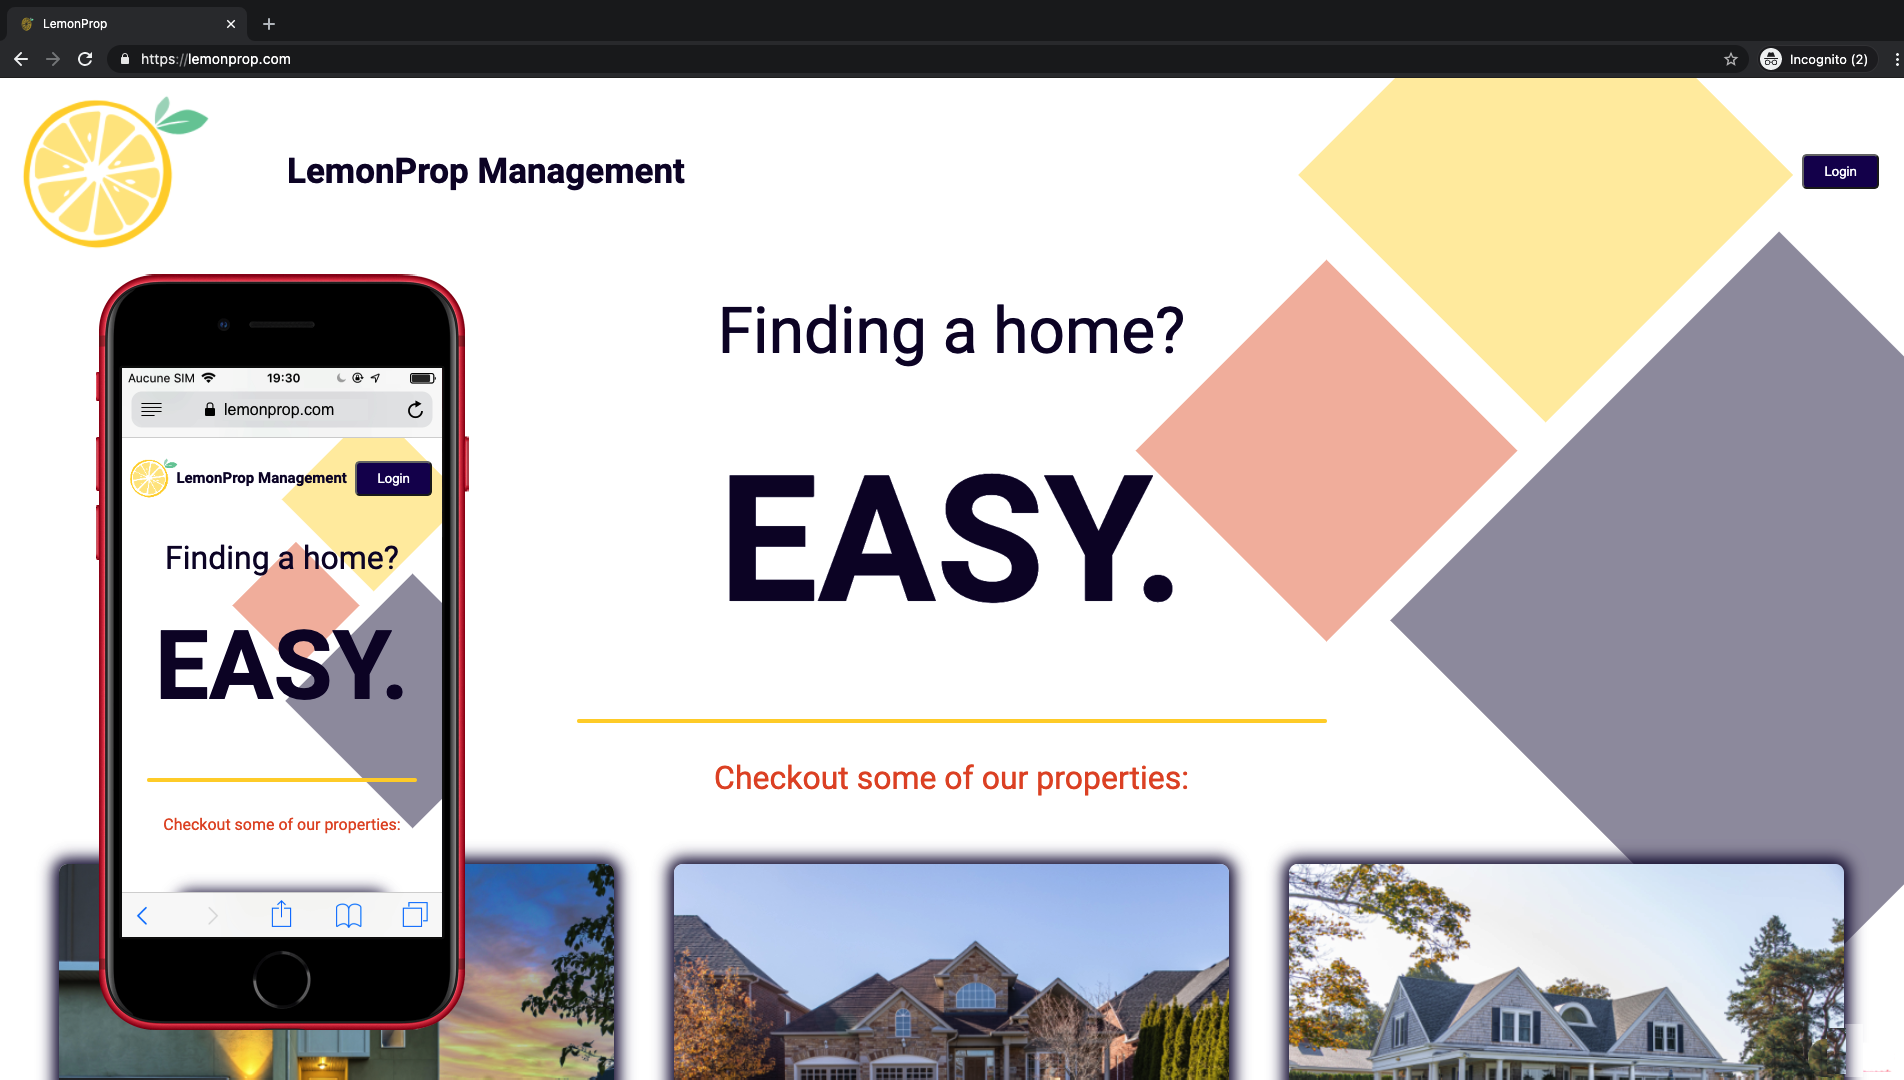 LemonProp
https://lemonprop.com
Incognito (2)
LemonProp Management
Login
Finding a home?
EASY.
Checkout some of our properties:
Aucune SIM
19:30
lemonprop.com
LemonProp Management
Login
Finding a home?
EASY.
Checkout some of our properties: